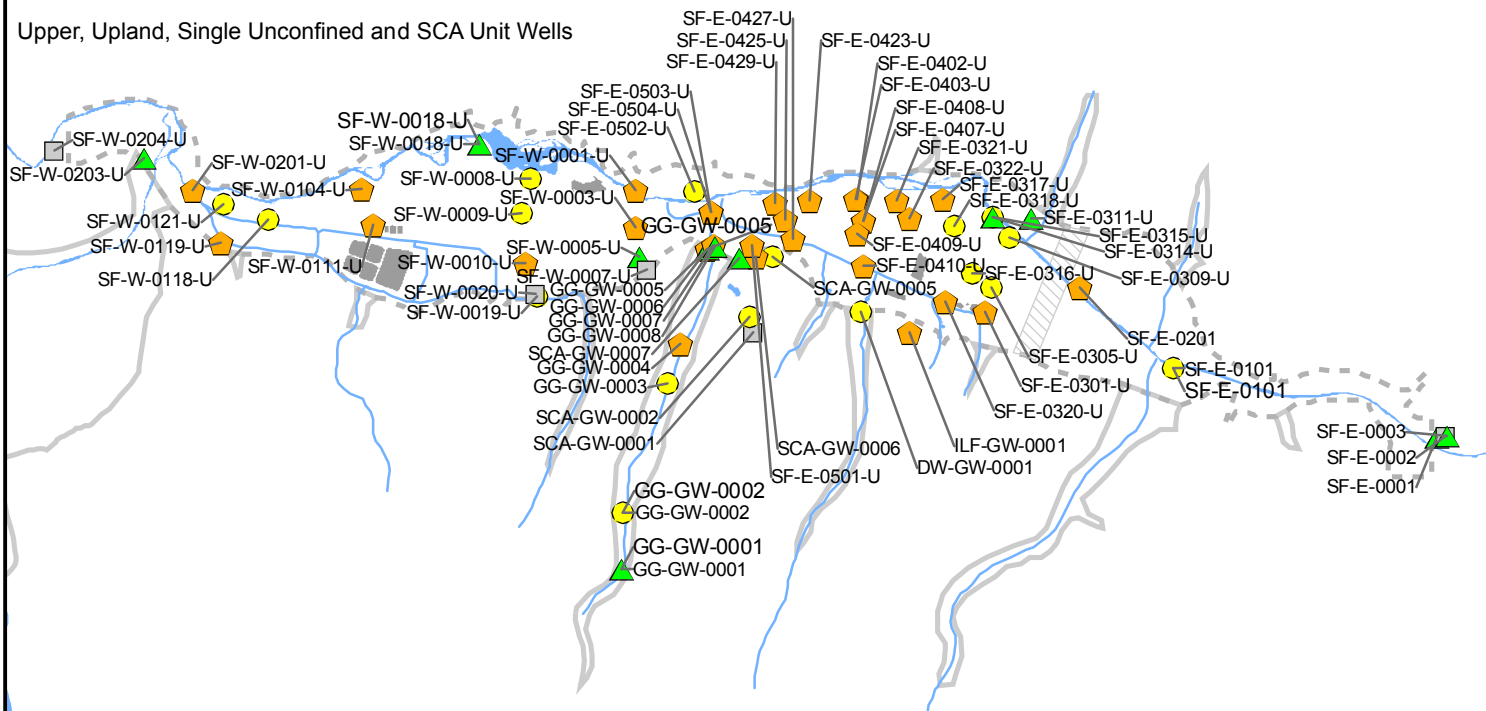 Upper, Upland, Single Unconfined and SCA Unit Wells
SF-E-0427-U
SF-E-0425-U
SF-E-0423-U
SF-E-0429-U
SF-E-0402-U
SF-E-0403-U
SF-E-0503-U
SF-E-0408-U
SF-E-0504-U
SF-W-0018-U
SF-E-0502-U
SF-E-0407-U
SF-W-0204-U
SF-W-0018-U
SF-E-0321-U
SF-W-0001-U
SF-W-0201-U
SF-E-0322-U
SF-W-0203-U
SF-W-0008-U
SF-E-0317-U
SF-W-0104-U
SF-W-0003-U
SF-E-0318-U
SF-W-0009-U
SF-W-0121-U
SF-E-0311-U
GG-GW-0005
SF-E-0315-U
SF-W-0119-U
SF-W-0005-U
SF-E-0409-U
SF-E-0314-U
SF-W-0111-U
SF-W-0010-U
SF-E-0410-U
SF-W-0118-U
SF-W-0007-U
SF-E-0316-U
SF-E-0309-U
GG-GW-0005
SCA-GW-0005
SF-W-0020-U
GG-GW-0006
SF-W-0019-U
GG-GW-0007
GG-GW-0008
SF-E-0201
SCA-GW-0007
SF-E-0305-U
GG-GW-0004
SF-E-0101
GG-GW-0003
SF-E-0301-U
SF-E-0101
SCA-GW-0002
SF-E-0320-U
SF-E-0003
SCA-GW-0001
SCA-GW-0006
ILF-GW-0001
SF-E-0002
DW-GW-0001
SF-E-0501-U
SF-E-0001
GG-GW-0002
GG-GW-0002
GG-GW-0001
GG-GW-0001